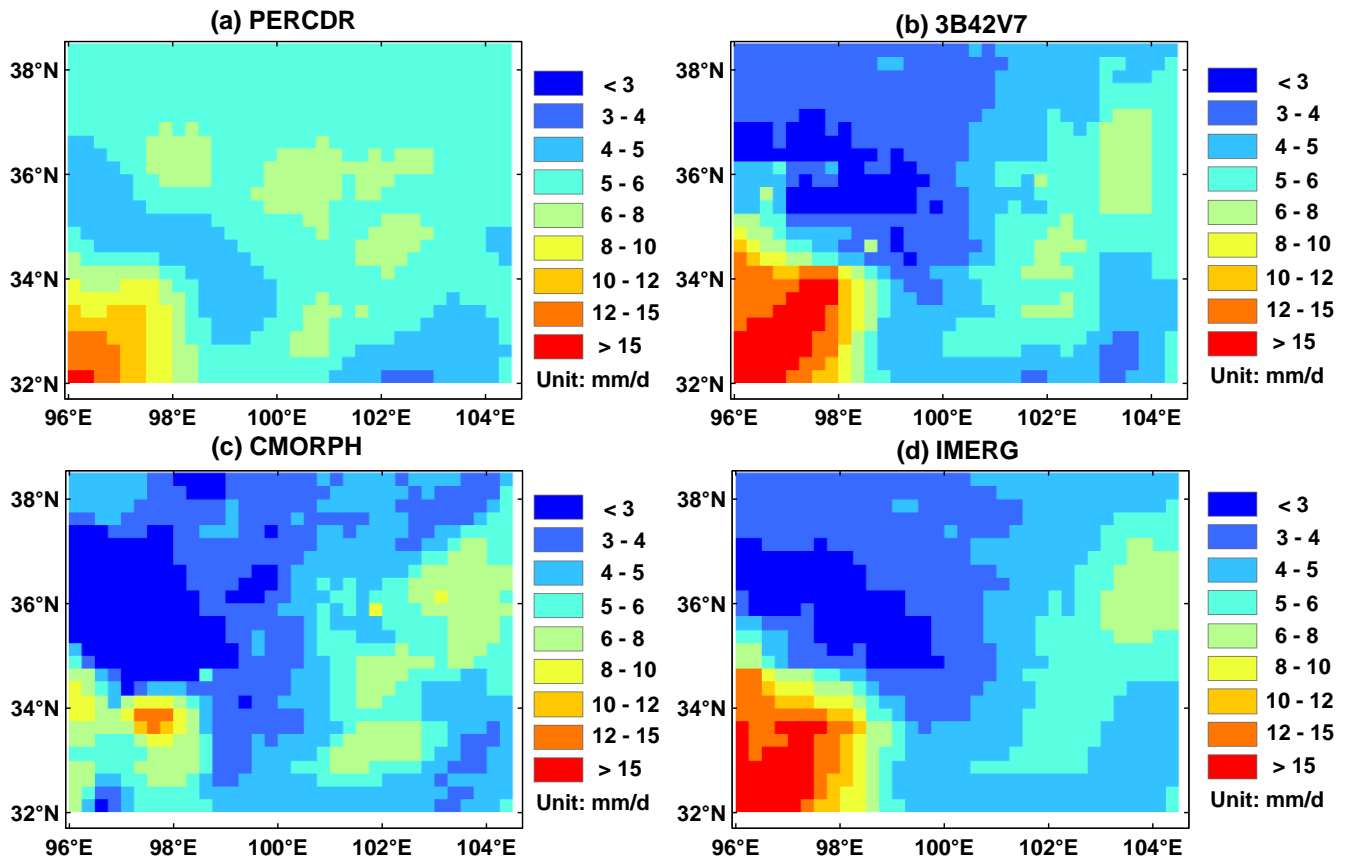 (a) PERCDR
38°N
36°N
34°N
32°N
96°E 98°E 100°E 102°E 104°E
< 3
3 - 4
4 - 5
5 - 6
6 - 8
8 - 10
10 - 12
12 - 15
> 15
Unit: mm/d
(b) 3B42V7
38°N
36°N
34°N
32°N
96°E 98°E 100°E 102°E 104°E
< 3
3 - 4
4 - 5
5 - 6
6 - 8
8 - 10
10 - 12
12 - 15
> 15
Unit: mm/d
(c) CMORPH
38°N
36°N
34°N
32°N
96°E 98°E 100°E 102°E 104°E
< 3
3 - 4
4 - 5
5 - 6
6 - 8
8 - 10
10 - 12
12 - 15
> 15
Unit: mm/d
(d) IMERG
38°N
36°N
34°N
32°N
96°E 98°E 100°E 102°E 104°E
< 3
3 - 4
4 - 5
5 - 6
6 - 8
8 - 10
10 - 12
12 - 15
> 15
Unit: mm/d